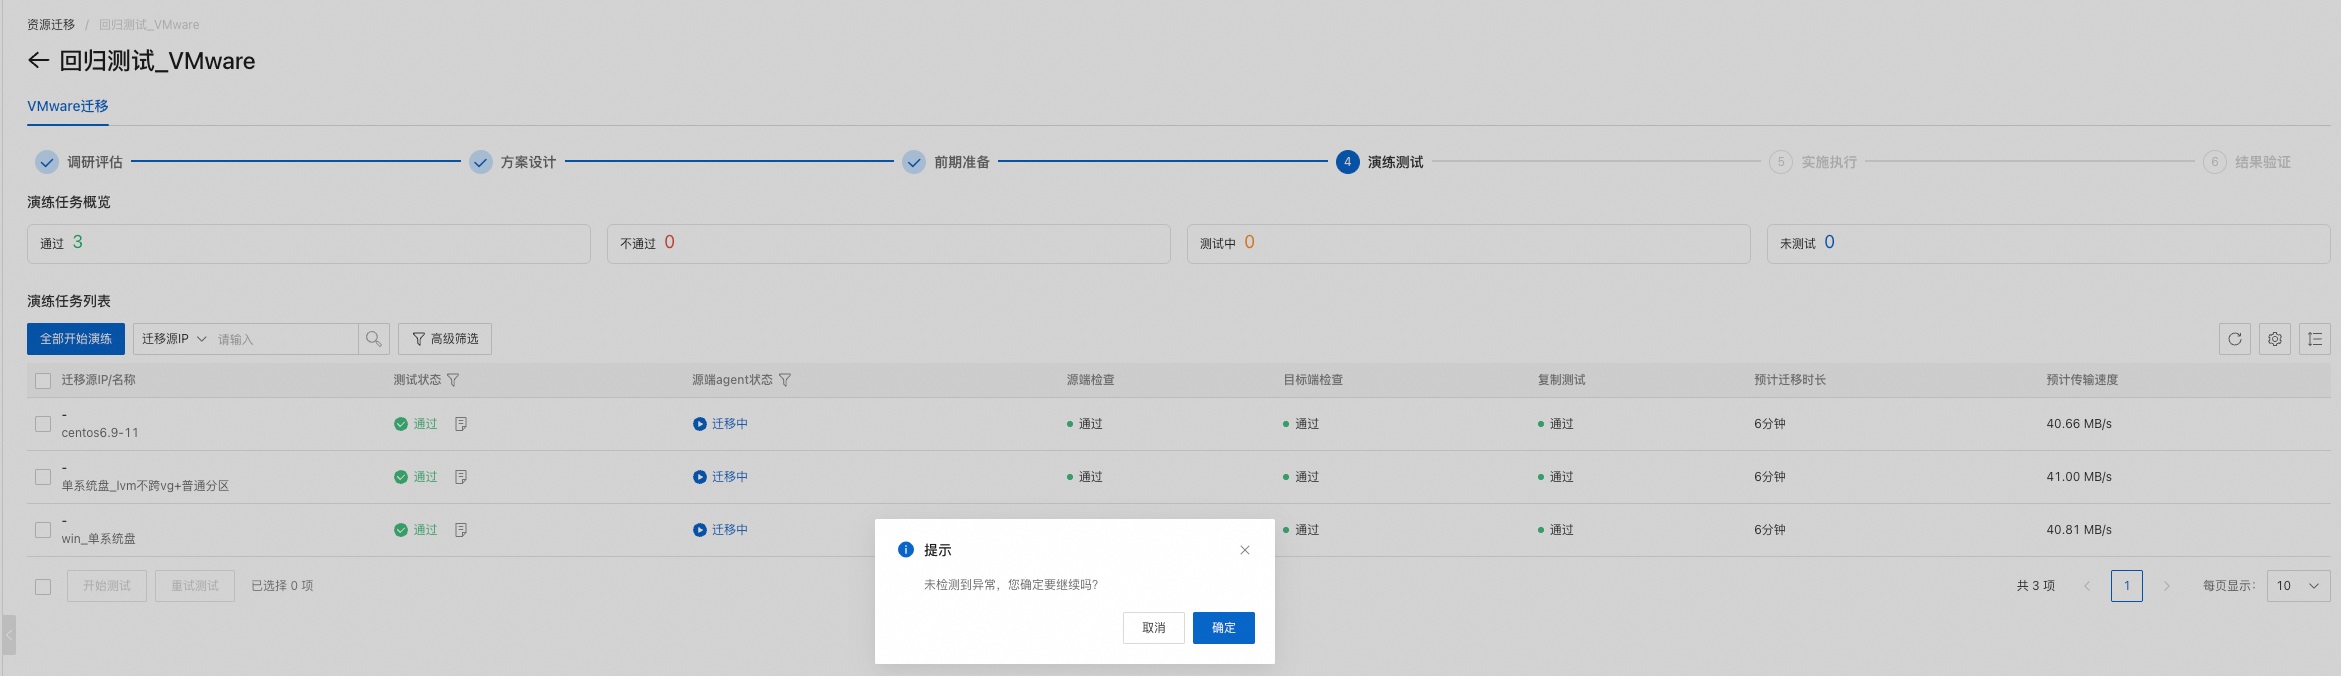 资源迁移 / 回归测试_VMware
回归测试_VMware
VMware迁移
调研评估 方案设计 前期准备 4 演练测试 5 实施执行 6 结果验证
演练任务概览
通过 3 不通过 0 测试中 0 未测试 0
演练任务列表
全部开始演练 迁移源IP 请输入 高级筛选
迁移源IP/名称 测试状态 源端agent状态 源端检查 目标端检查 复制测试 预计迁移时长 预计传输速度
-
centos6.9-11 通过 迁移中 通过 通过 通过 6分钟 40.66 MB/s
-
单系统盘_lvm不跨vg+普通分区 通过 迁移中 通过 通过 通过 6分钟 41.00 MB/s
-
win_单系统盘 通过 迁移中 通过 通过 6分钟 40.81 MB/s
提示
未检测到异常，您确定要继续吗?
取消 确定
开始测试 重试测试 已选择 0 项 共 3 项 1 每页显示: 10